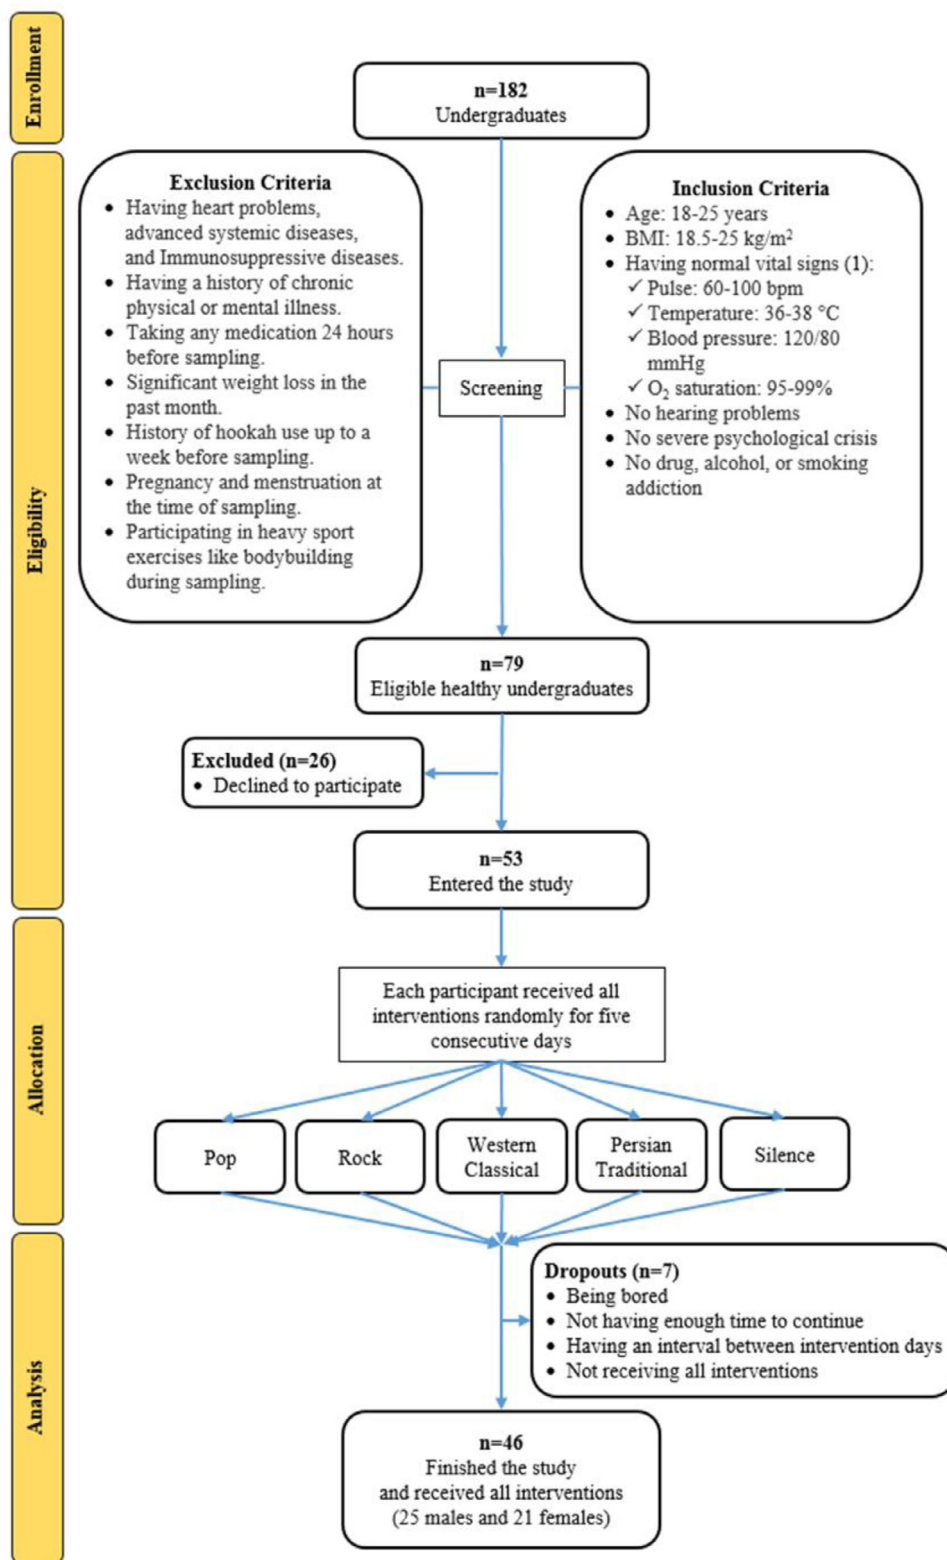 Enrollment
n=182
Undergraduates
Eligibility
Exclusion Criteria
• Having heart problems,
advanced systemic diseases,
and Immunosuppressive diseases.
• Having a history of chronic
physical or mental illness.
• Taking any medication 24 hours
before sampling.
• Significant weight loss in the
past month.
• History of hookah use up to a
week before sampling.
• Pregnancy and menstruation at
the time of sampling.
• Participating in heavy sport
exercises like bodybuilding
during sampling.
Screening
Inclusion Criteria
• Age: 18-25 years
• BMI: 18.5-25 kg/m²
• Having normal vital signs (1):
✓ Pulse: 60-100 bpm
✓ Temperature: 36-38 °C
✓ Blood pressure: 120/80
mmHg
✓ O₂ saturation: 95-99%
• No hearing problems
• No severe psychological crisis
• No drug, alcohol, or smoking
addiction
n=79
Eligible healthy undergraduates
Excluded (n=26)
• Declined to participate
n=53
Entered the study
Allocation
Each participant received all
interventions randomly for five
consecutive days
Pop
Rock
Western
Classical
Persian
Traditional
Silence
Analysis
Dropouts (n=7)
• Being bored
• Not having enough time to continue
• Having an interval between intervention days
• Not receiving all interventions
n=46
Finished the study
and received all interventions
(25 males and 21 females)